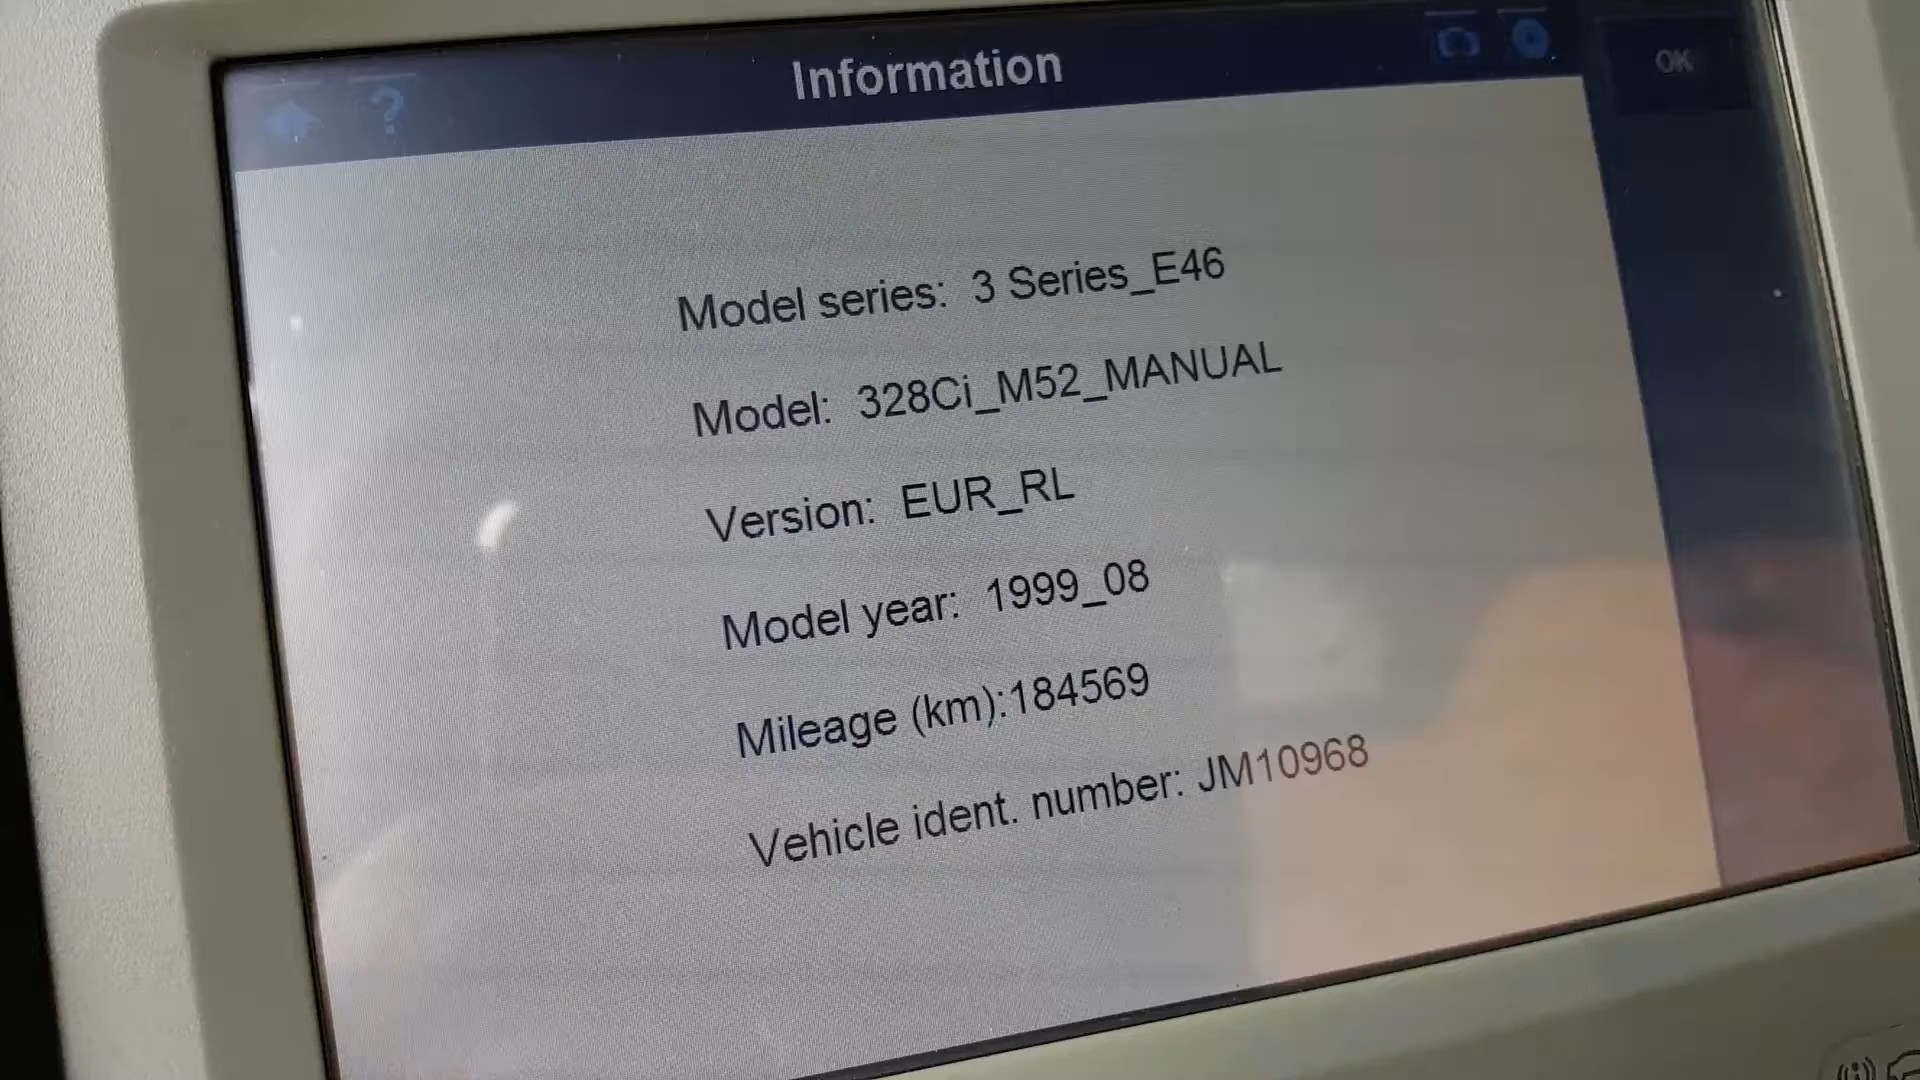 Information
OK
Model series: 3 Series_E46
Model: 328Ci_M52_MANUAL
Version: EUR_RL
Model year: 1999_08
Mileage (km):184569
Vehicle ident. number: JM10968